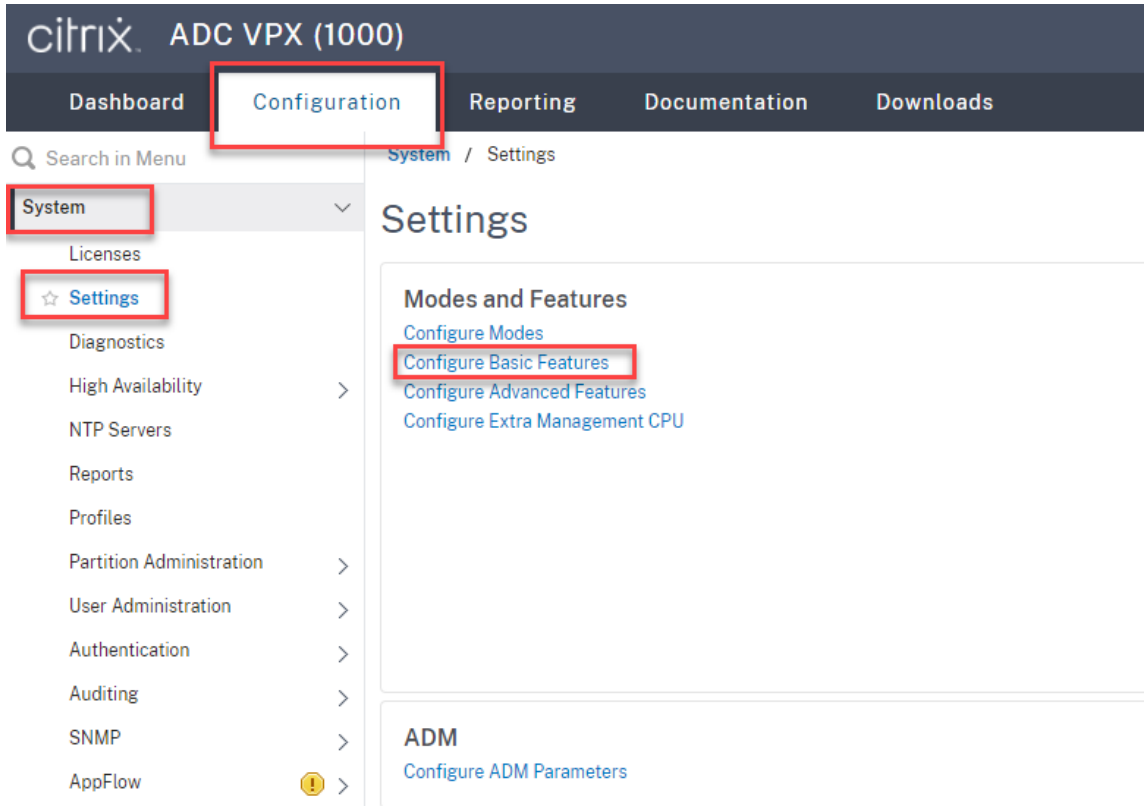 citrix. ADC VPX (1000)
Dashboard Configuration Reporting Documentation Downloads
Search in Menu
System / Settings
System
Settings
Licenses
Settings
Modes and Features
Diagnostics
Configure Modes
Configure Basic Features
High Availability
Configure Advanced Features
NTP Servers
Configure Extra Management CPU
Reports
Profiles
Partition Administration
User Administration
Authentication
Auditing
SNMP
ADM
AppFlow
Configure ADM Parameters